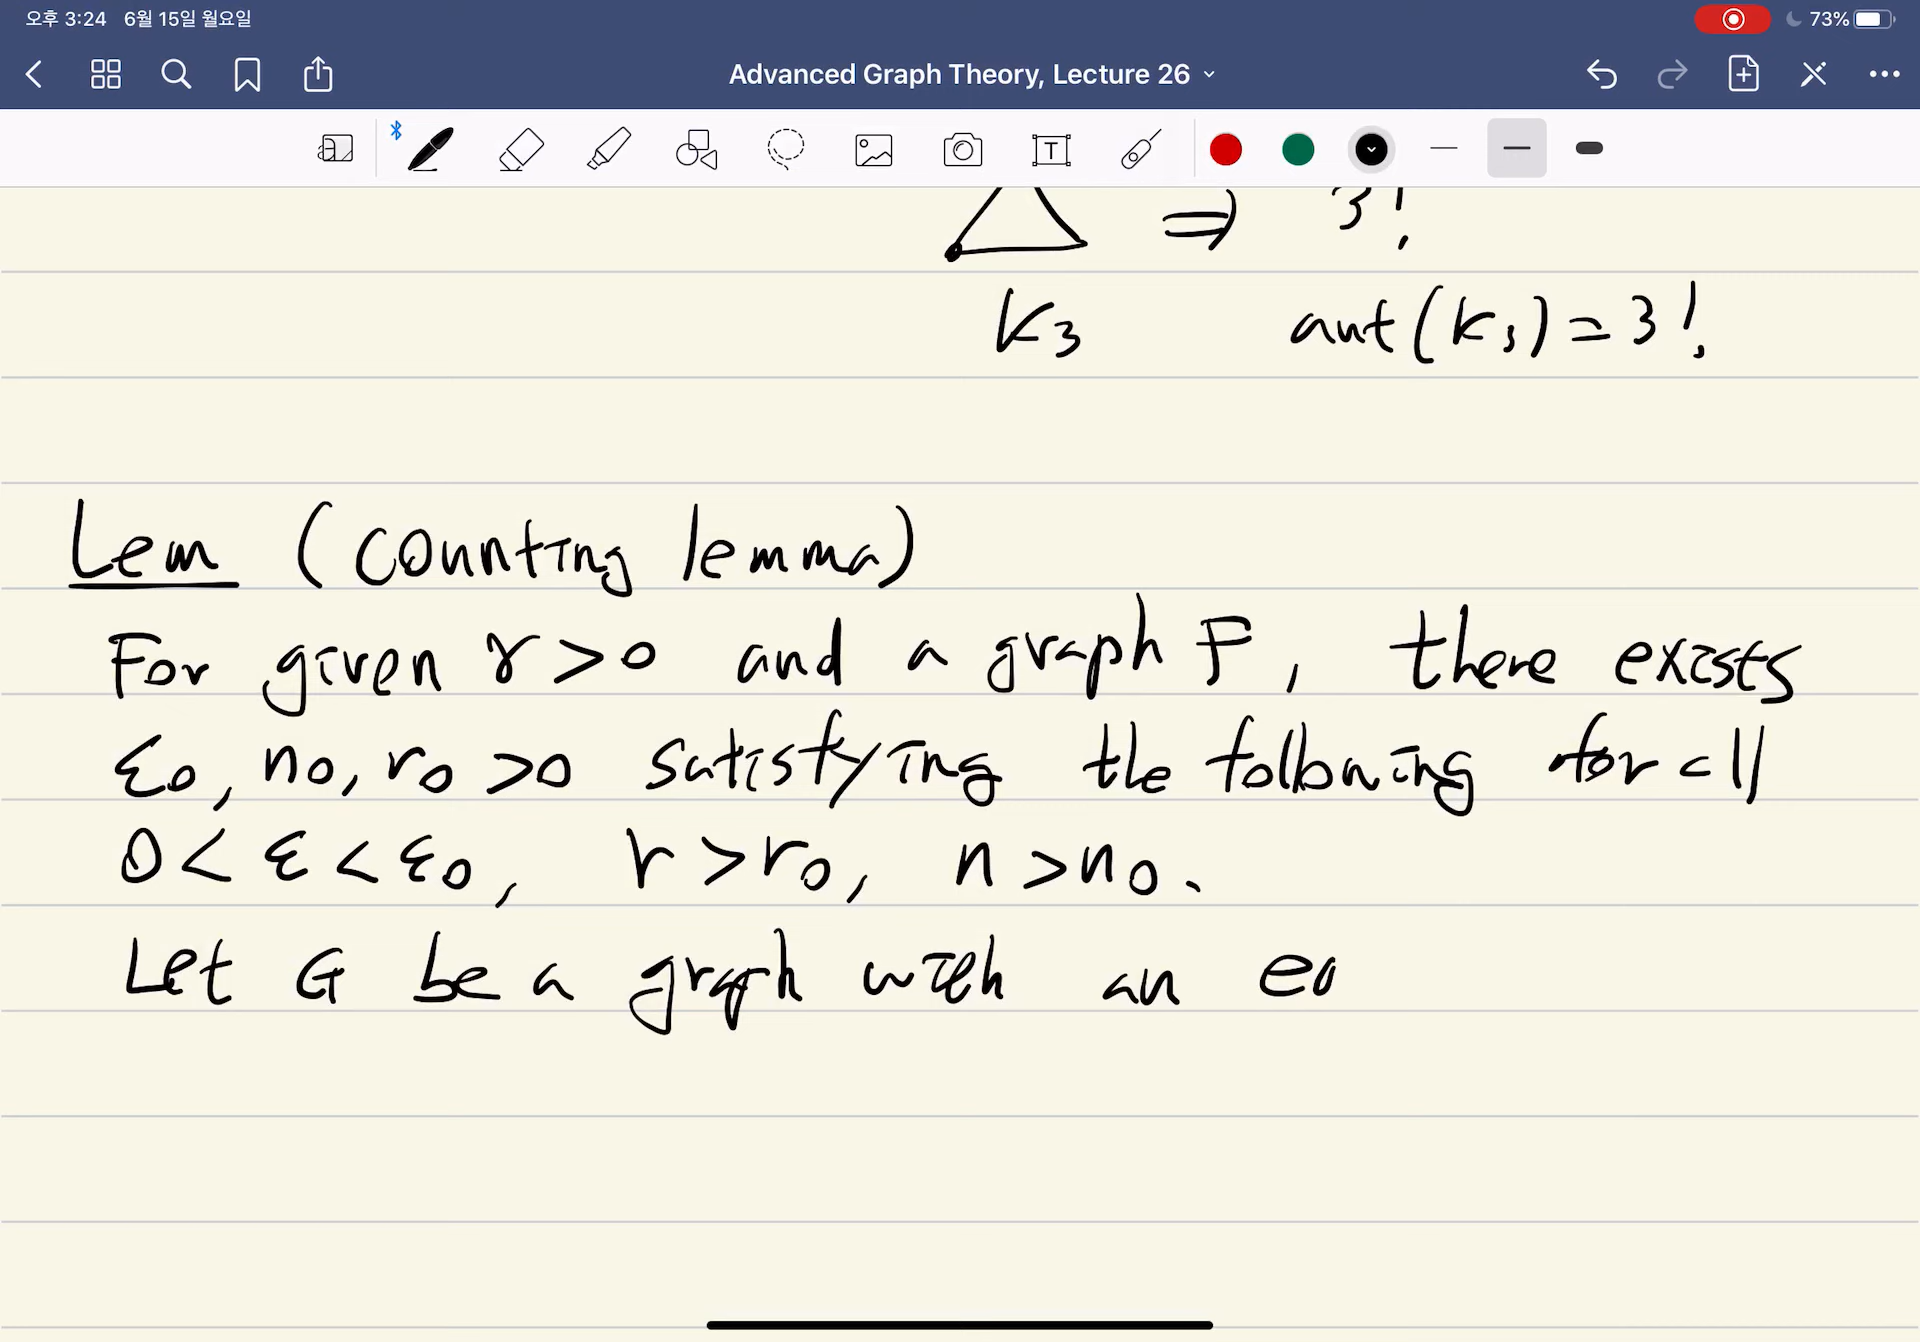 오후 3:24 6월 15일 월요일
73%
Advanced Graph Theory, Lecture 26
a
T
⇒ 3!
K₃ aut(K₃)=3!
Lem (counting lemma)
For given γ>0 and a graph F, there exists
ε₀, n₀, r₀ >0 satisfying the following for all
0<ε<ε₀, r>r₀, n>n₀.
Let G be a graph with an